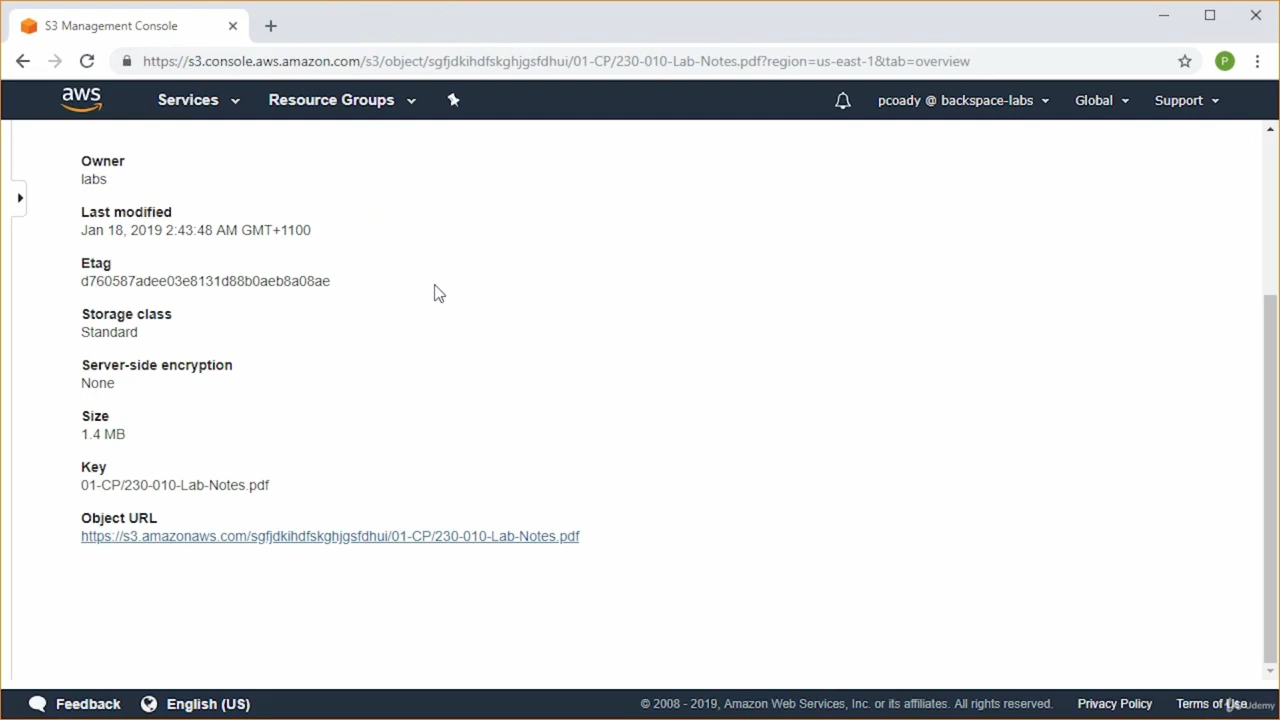 S3 Management Console
https://s3.console.aws.amazon.com/s3/object/sgfjdkihdfskghjgsfdhui/01-CP/230-010-Lab-Notes.pdf?region=us-east-1&tab=overview
P
aws Services Resource Groups pcoady @ backspace-labs Global Support
Owner
labs
Last modified
Jan 18, 2019 2:43:48 AM GMT+1100
Etag
d760587adee03e8131d88b0aeb8a08ae
Storage class
Standard
Server-side encryption
None
Size
1.4 MB
Key
01-CP/230-010-Lab-Notes.pdf
Object URL
https://s3.amazonaws.com/sgfjdkihdfskghjgsfdhui/01-CP/230-010-Lab-Notes.pdf
Feedback English (US) © 2008 - 2019, Amazon Web Services, Inc. or its affiliates. All rights reserved. Privacy Policy Terms of Use
Udemy